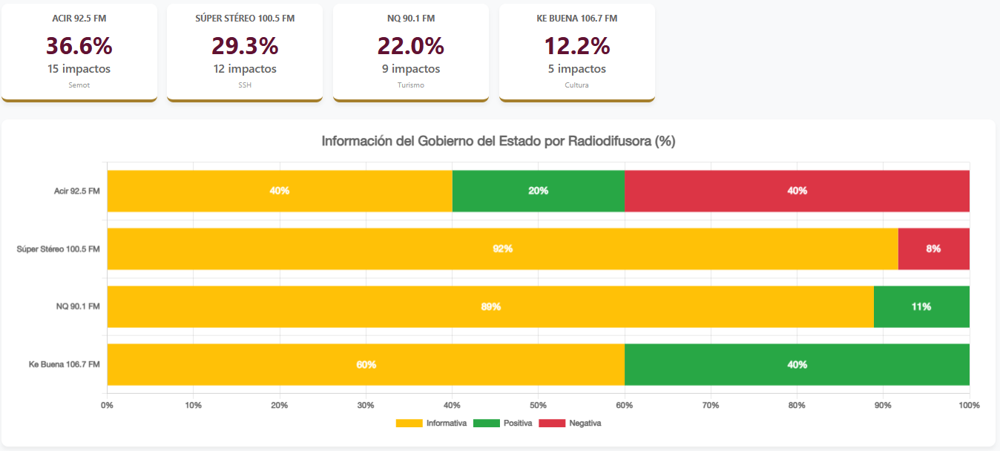 ACIR 92.5 FM
36.6%
15 impactos
Semot
SÚPER STÉREO 100.5 FM
29.3%
12 impactos
SSH
NQ 90.1 FM
22.0%
9 impactos
Turismo
KE BUENA 106.7 FM
12.2%
5 impactos
Cultura
Información del Gobierno del Estado por Radiodifusora (%)
Acir 92.5 FM 40% 20% 40%
Súper Stéreo 100.5 FM 92% 8%
NQ 90.1 FM 89% 11%
Ke Buena 106.7 FM 60% 40%
0% 10% 20% 30% 40% 50% 60% 70% 80% 90% 100%
Informativa Positiva Negativa